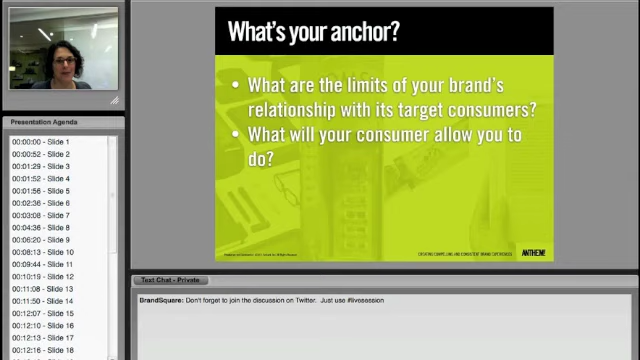 What's your anchor?
• What are the limits of your brand's
relationship with its target consumers?
• What will your consumer allow you to
do?
CREATING COMPELLING AND CONSISTENT BRAND EXPERIENCES
ANTHEM!
Presentation Agenda
00:00:00 - Slide 1
00:00:52 - Slide 2
00:01:29 - Slide 3
00:01:52 - Slide 4
00:01:56 - Slide 5
00:02:36 - Slide 6
00:03:08 - Slide 7
00:04:36 - Slide 8
00:06:20 - Slide 9
00:08:13 - Slide 10
00:09:44 - Slide 11
00:10:19 - Slide 12
00:11:08 - Slide 13
00:11:50 - Slide 14
00:12:07 - Slide 15
00:12:10 - Slide 16
00:12:13 - Slide 17
00:12:16 - Slide 18
Text Chat - Private
BrandSquare: Don't forget to join the discussion on Twitter. Just use #livesession